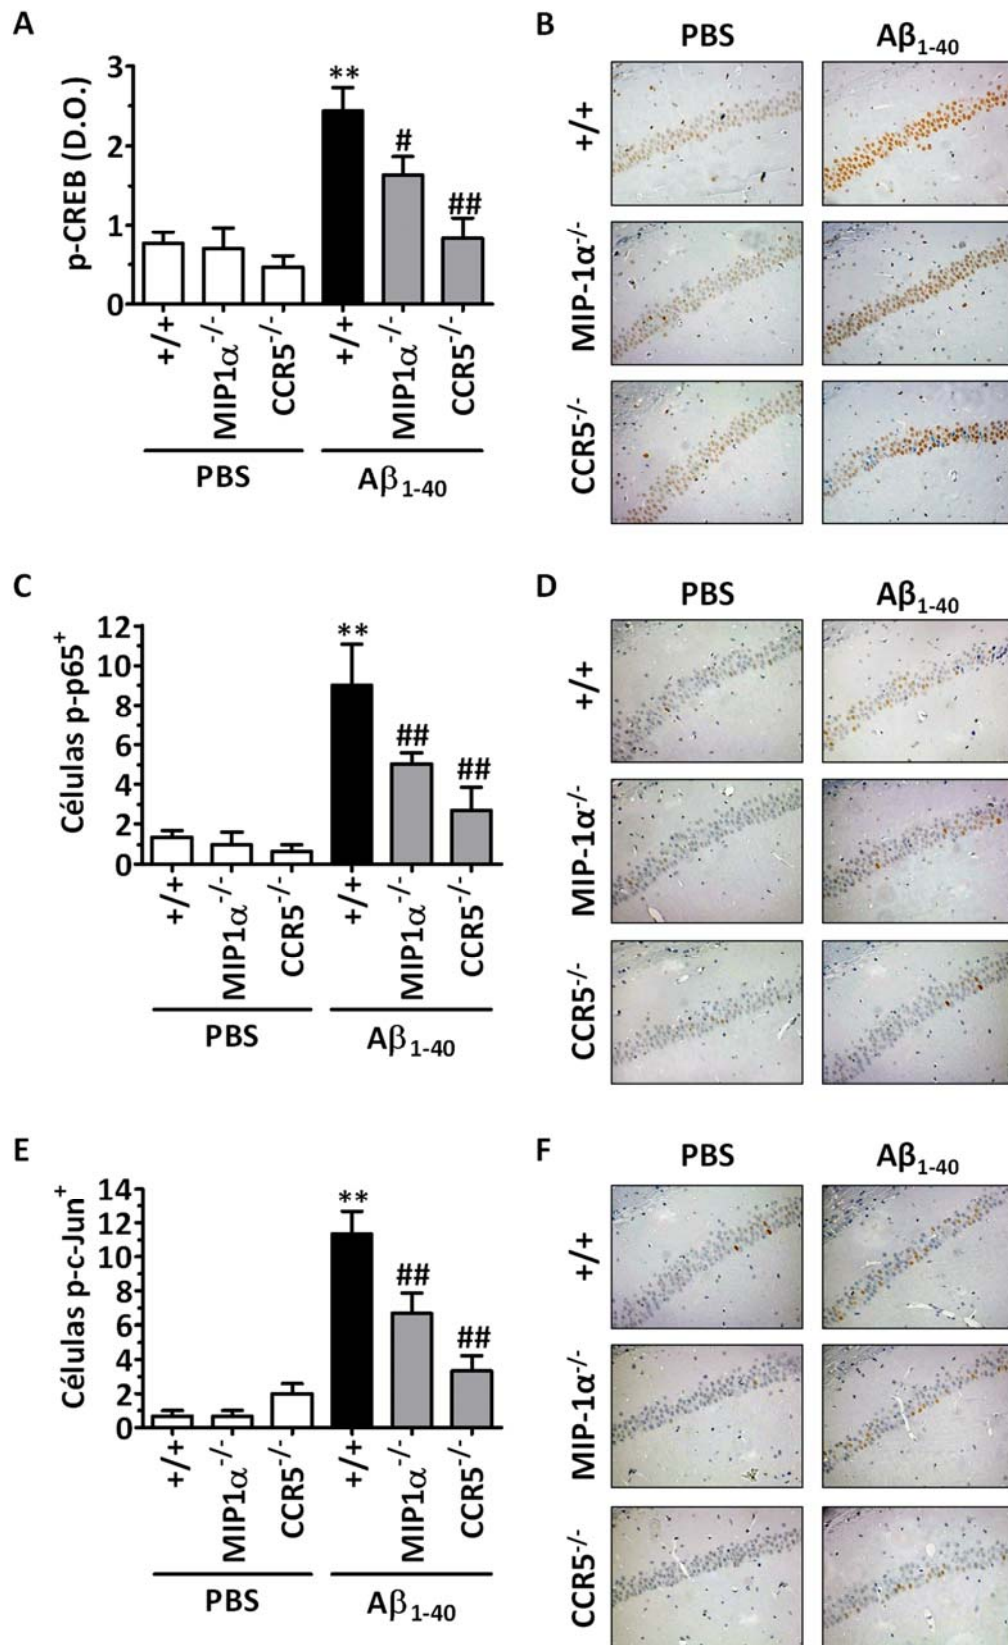 A
p-CREB (D.O.)
3
2
1
0
**
#
##
+/+
MIP1α⁻/⁻
CCR5⁻/⁻
+/+
MIP1α⁻/⁻
CCR5⁻/⁻
PBS
Aβ₁₋₄₀
B
PBS
Aβ₁₋₄₀
+/+
MIP-1α⁻/⁻
CCR5⁻/⁻
C
Células p-p65⁺
12
10
8
6
4
2
0
**
##
##
+/+
MIP1α⁻/⁻
CCR5⁻/⁻
+/+
MIP1α⁻/⁻
CCR5⁻/⁻
PBS
Aβ₁₋₄₀
D
PBS
Aβ₁₋₄₀
+/+
MIP-1α⁻/⁻
CCR5⁻/⁻
E
Células p-c-Jun⁺
14
12
10
8
6
4
2
0
**
##
##
+/+
MIP1α⁻/⁻
CCR5⁻/⁻
+/+
MIP1α⁻/⁻
CCR5⁻/⁻
PBS
Aβ₁₋₄₀
F
PBS
Aβ₁₋₄₀
+/+
MIP-1α⁻/⁻
CCR5⁻/⁻